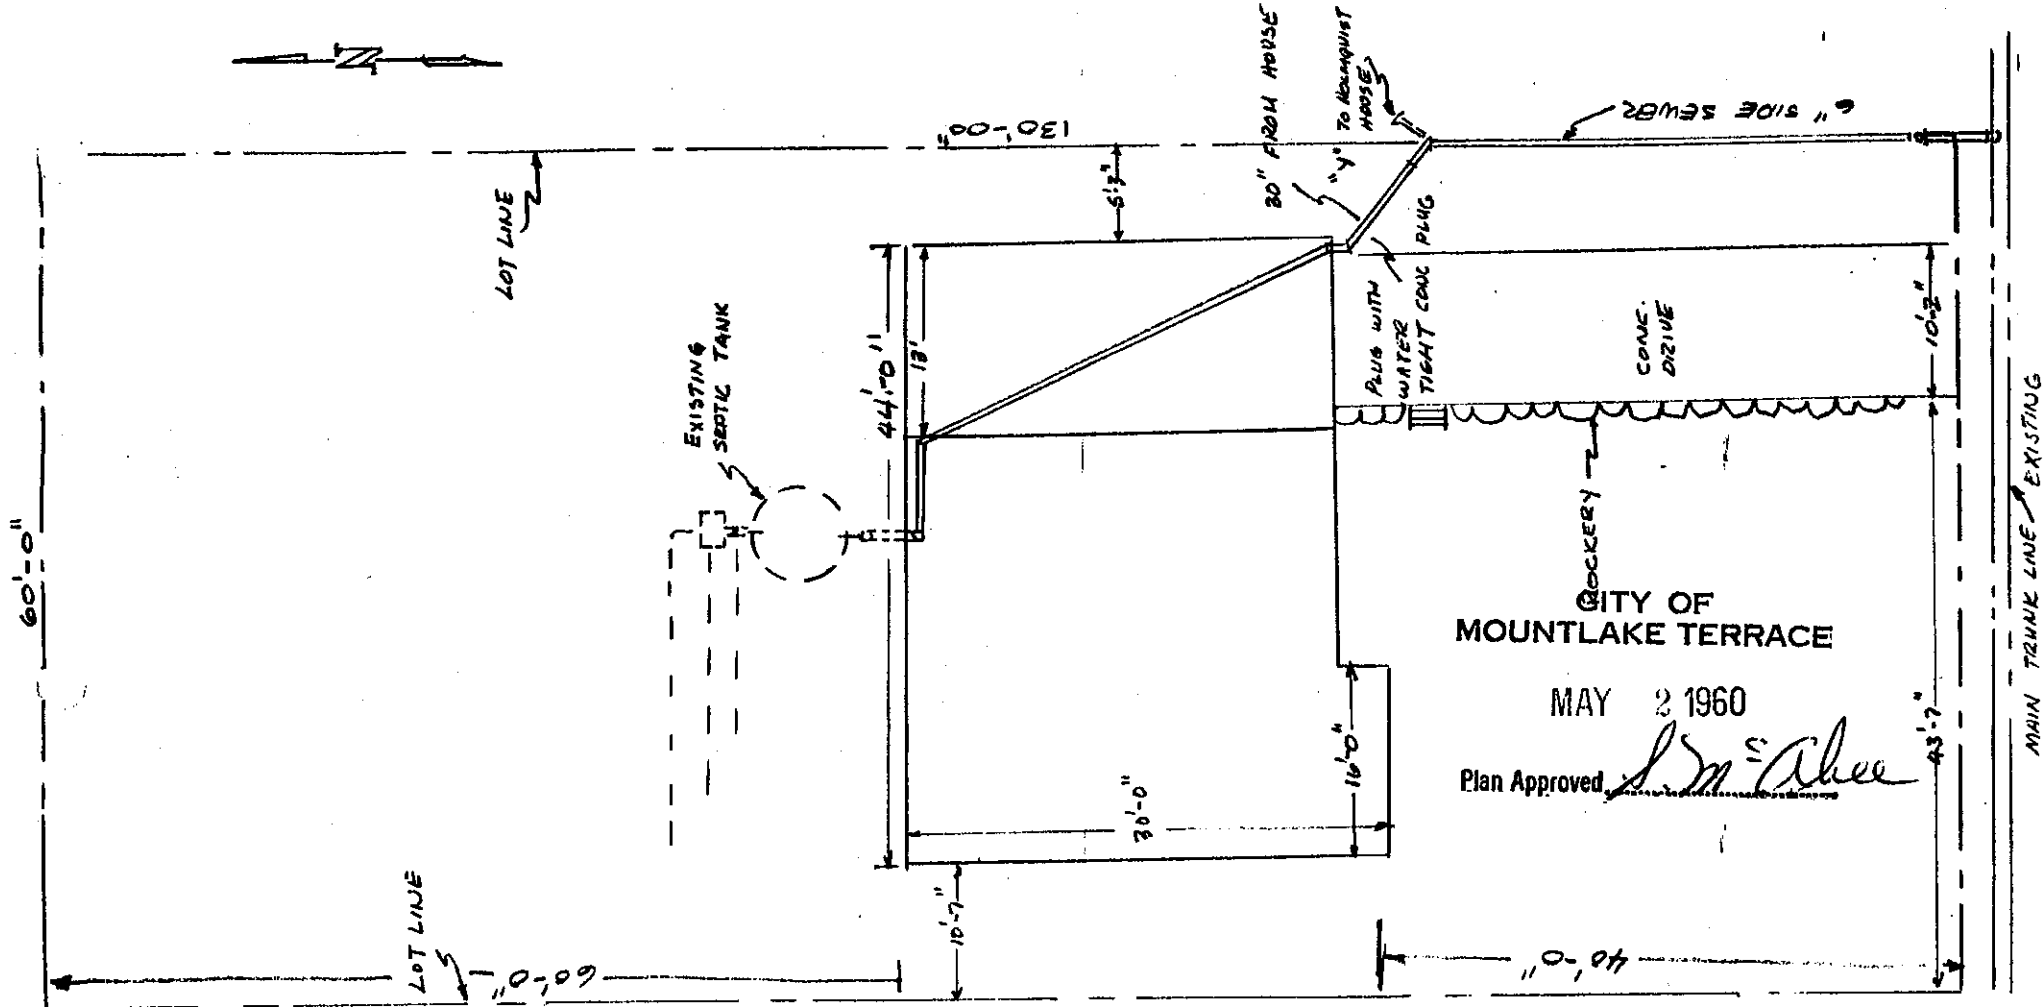 N
60'-0"
LOT LINE
130'-00"
5'-3"
30" FROM HOUSE
"Y"
TO HOLMQUIST
HOUSE
6" SIDE SEWER
EXISTING
SEPTIC TANK
44'-0"
13'
PLUG WITH
WATER
TIGHT CONC PLUG
CONC.
DRIVE
10'-2"
ROCKERY
CITY OF
MOUNTLAKE TERRACE
MAY 2 1960
Plan Approved
16'-0"
30'-0"
43'-7"
MAIN TRUNK LINE EXISTING
10'-7"
LOT LINE
60'-0"
40'-0"